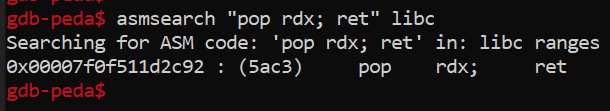 gdb-peda$ asmsearch "pop rdx; ret" libc
Searching for ASM code: 'pop rdx; ret' in: libc ranges
0x00007f0f511d2c92 : (5ac3)	pop	rdx;	ret
gdb-peda$